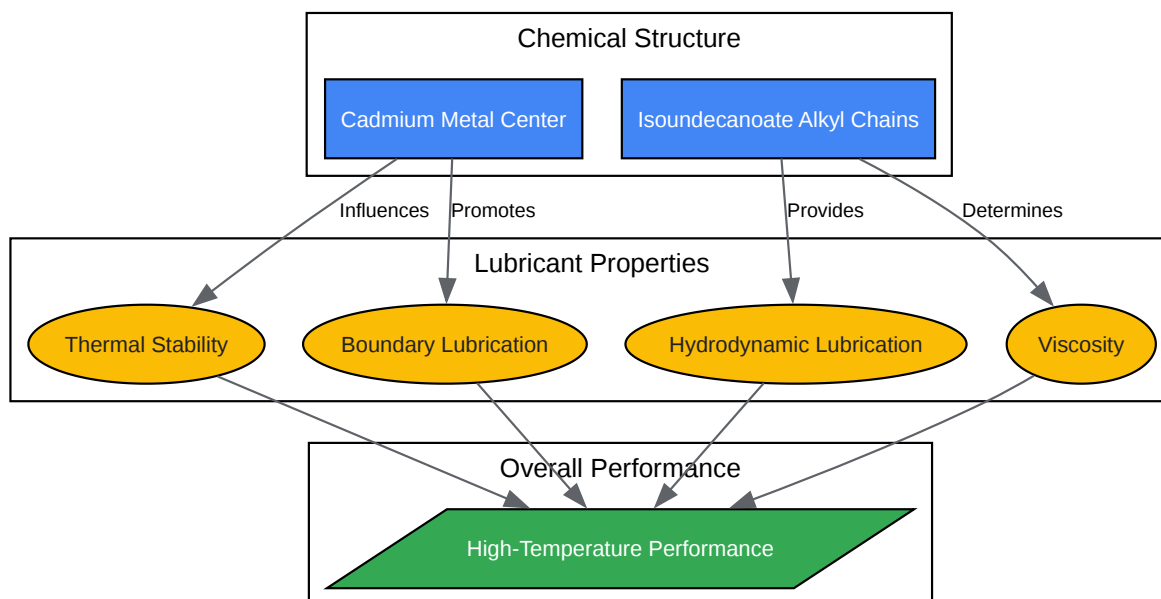 Chemical Structure
Cadmium Metal Center
Isoundecanoate Alkyl Chains
Influences
Promotes
Provides
Determines
Lubricant Properties
Thermal Stability
Boundary Lubrication
Hydrodynamic Lubrication
Viscosity
Overall Performance
High-Temperature Performance